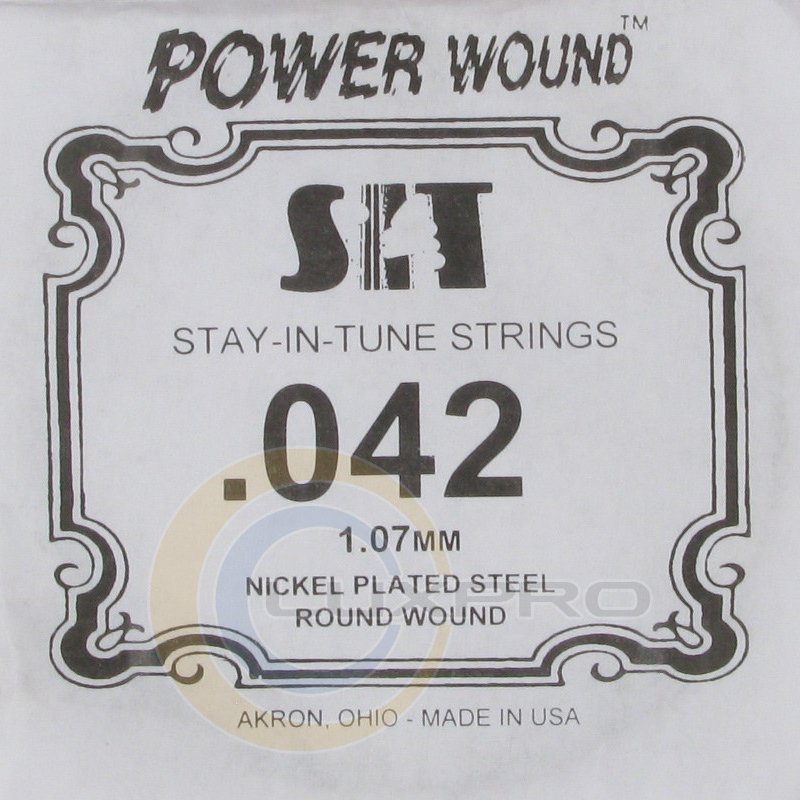 POWER WOUND™
SIT
STAY-IN-TUNE STRINGS
.042
1.07MM
NICKEL PLATED STEEL
LUXPRO
ROUND WOUND
AKRON, OHIO - MADE IN USA